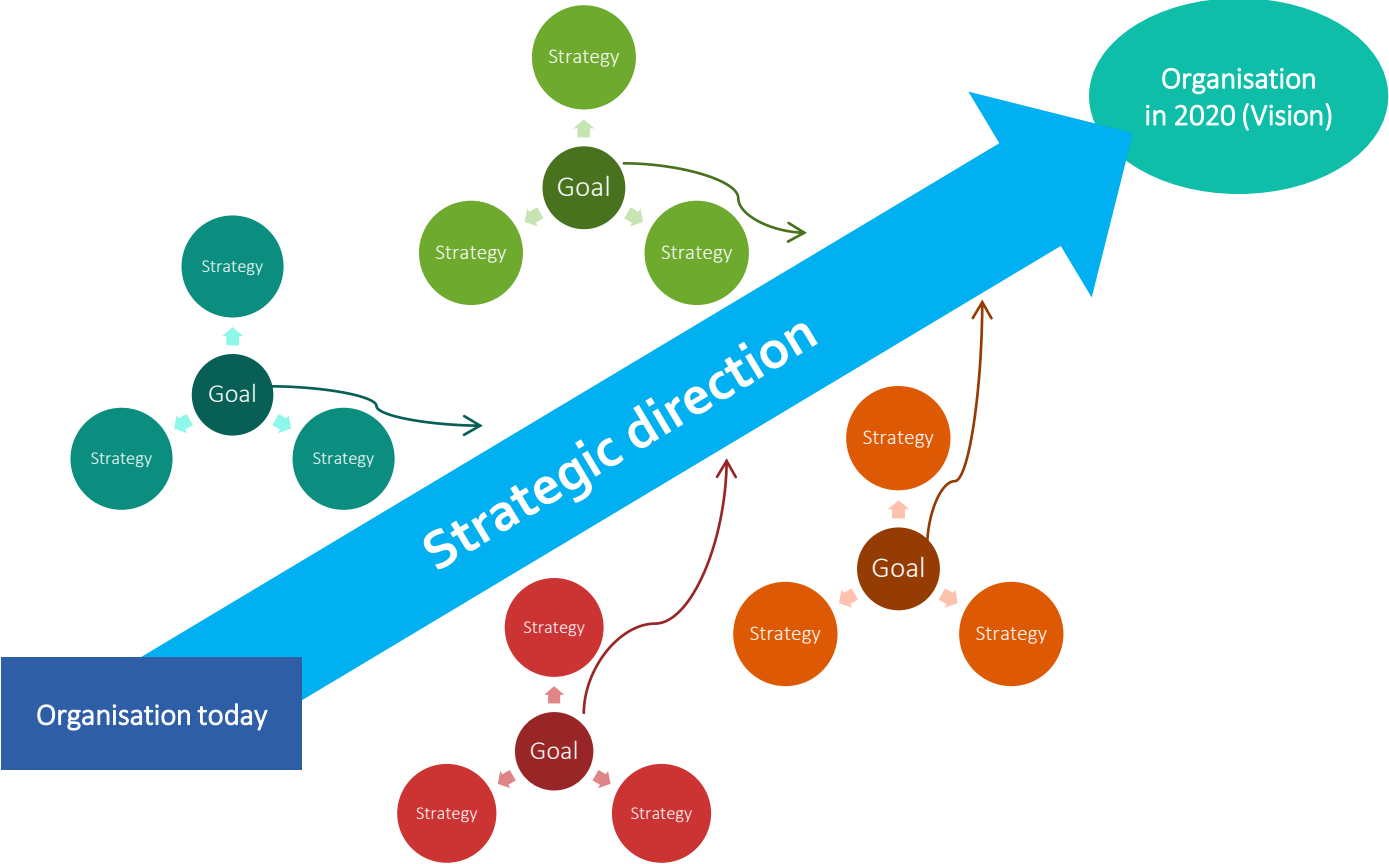 Strategy
Organisation
in 2020 (Vision)
Goal
Strategy
Strategy
Strategy
Goal
Strategy
Strategy
Strategic direction
Strategy
Goal
Strategy
Strategy
Strategy
Goal
Strategy
Strategy
Organisation today